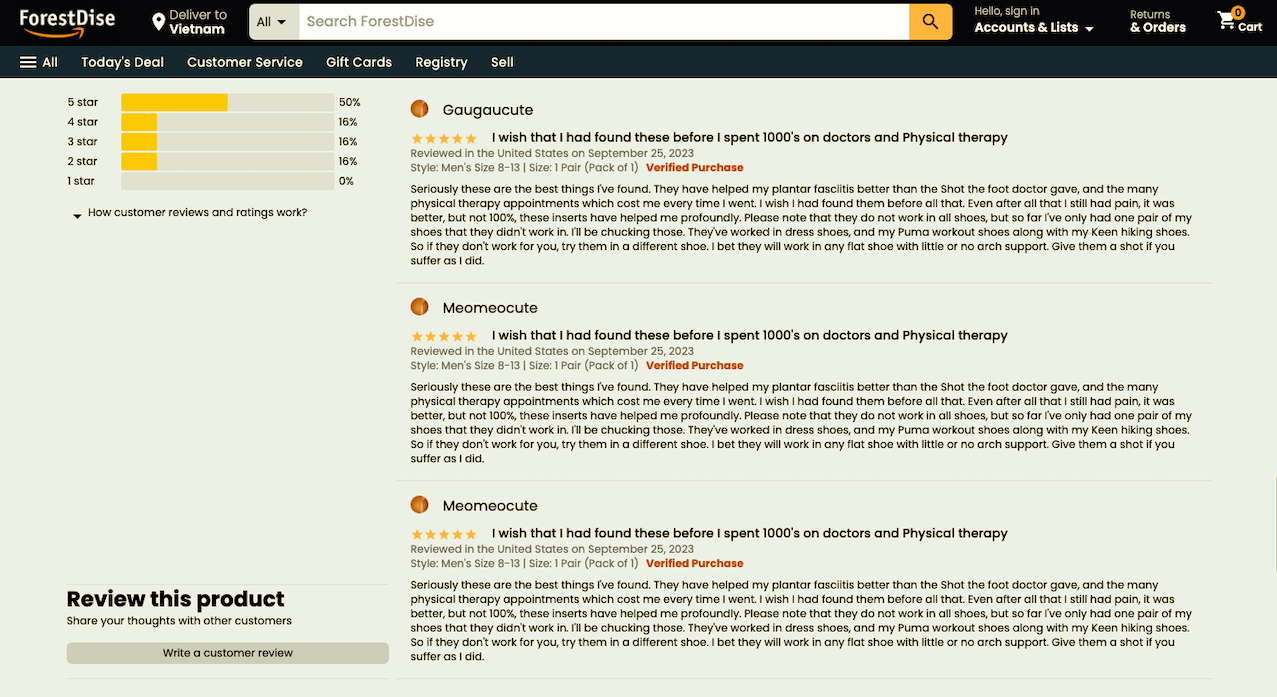 ForestDise
Deliver to
Vietnam
All
Search ForestDise
Hello, sign in
Accounts & Lists
Returns
& Orders
0
Cart
All
Today's Deal
Customer Service
Gift Cards
Registry
Sell
5 star 50%
4 star 16%
3 star 16%
2 star 16%
1 star 0%
How customer reviews and ratings work?
Review this product
Share your thoughts with other customers
Write a customer review
Gaugaucute
I wish that I had found these before I spent 1000's on doctors and Physical therapy
Reviewed in the United States on September 25, 2023
Style: Men's Size 8-13 | Size: 1 Pair (Pack of 1) Verified Purchase
Seriously these are the best things I've found. They have helped my plantar fasciitis better than the Shot the foot doctor gave, and the many
physical therapy appointments which cost me every time I went. I wish I had found them before all that. Even after all that I still had pain, it was
better, but not 100%, these inserts have helped me profoundly. Please note that they do not work in all shoes, but so far I've only had one pair of my
shoes that they didn't work in. I'll be chucking those. They've worked in dress shoes, and my Puma workout shoes along with my Keen hiking shoes.
So if they don't work for you, try them in a different shoe. I bet they will work in any flat shoe with little or no arch support. Give them a shot if you
suffer as I did.
Meomeocute
I wish that I had found these before I spent 1000's on doctors and Physical therapy
Reviewed in the United States on September 25, 2023
Style: Men's Size 8-13 | Size: 1 Pair (Pack of 1) Verified Purchase
Seriously these are the best things I've found. They have helped my plantar fasciitis better than the Shot the foot doctor gave, and the many
physical therapy appointments which cost me every time I went. I wish I had found them before all that. Even after all that I still had pain, it was
better, but not 100%, these inserts have helped me profoundly. Please note that they do not work in all shoes, but so far I've only had one pair of my
shoes that they didn't work in. I'll be chucking those. They've worked in dress shoes, and my Puma workout shoes along with my Keen hiking shoes.
So if they don't work for you, try them in a different shoe. I bet they will work in any flat shoe with little or no arch support. Give them a shot if you
suffer as I did.
Meomeocute
I wish that I had found these before I spent 1000's on doctors and Physical therapy
Reviewed in the United States on September 25, 2023
Style: Men's Size 8-13 | Size: 1 Pair (Pack of 1) Verified Purchase
Seriously these are the best things I've found. They have helped my plantar fasciitis better than the Shot the foot doctor gave, and the many
physical therapy appointments which cost me every time I went. I wish I had found them before all that. Even after all that I still had pain, it was
better, but not 100%, these inserts have helped me profoundly. Please note that they do not work in all shoes, but so far I've only had one pair of my
shoes that they didn't work in. I'll be chucking those. They've worked in dress shoes, and my Puma workout shoes along with my Keen hiking shoes.
So if they don't work for you, try them in a different shoe. I bet they will work in any flat shoe with little or no arch support. Give them a shot if you
suffer as I did.